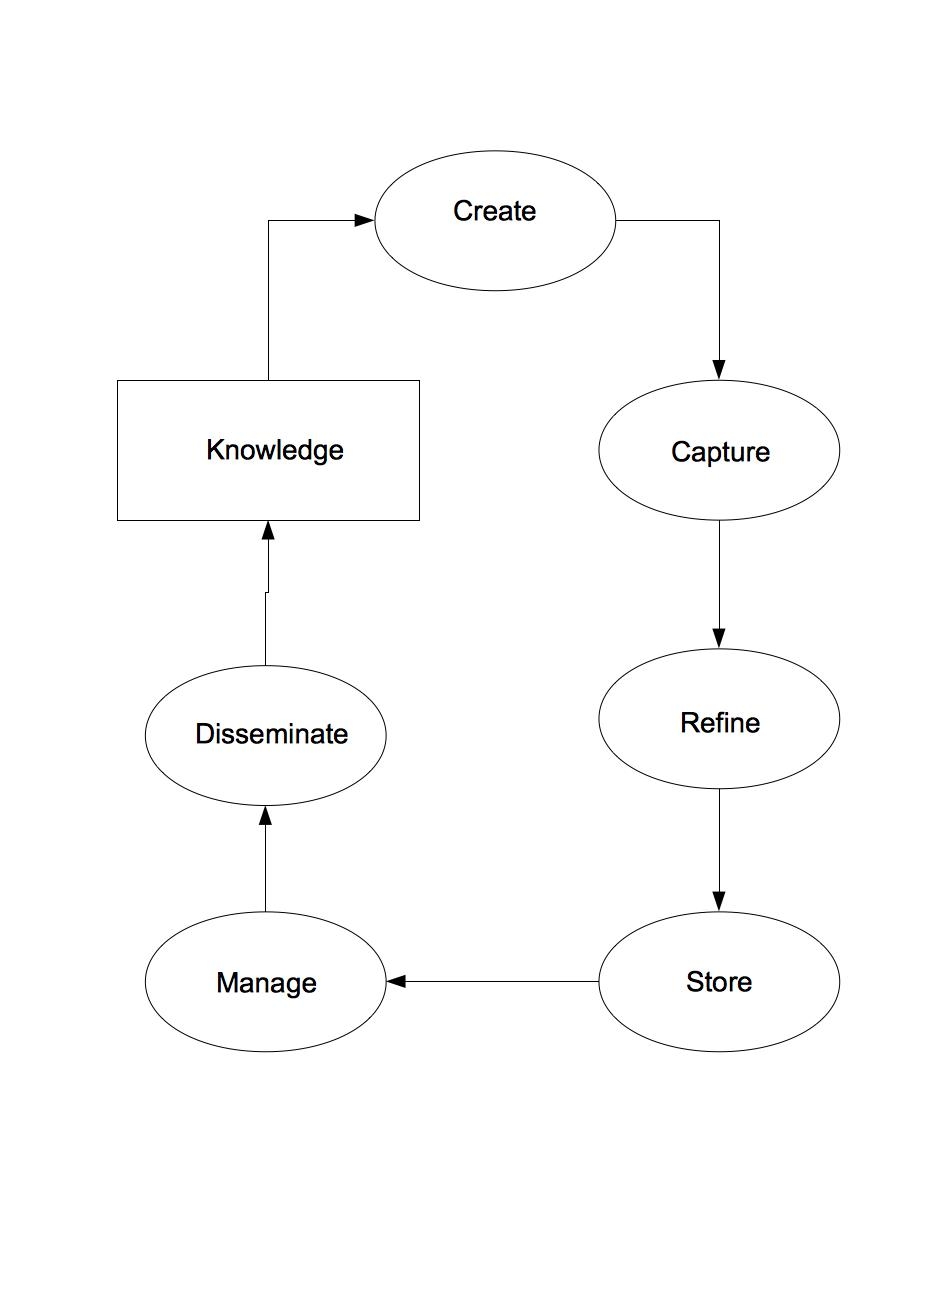 Create
Knowledge
Capture
Disseminate
Refine
Manage
Store